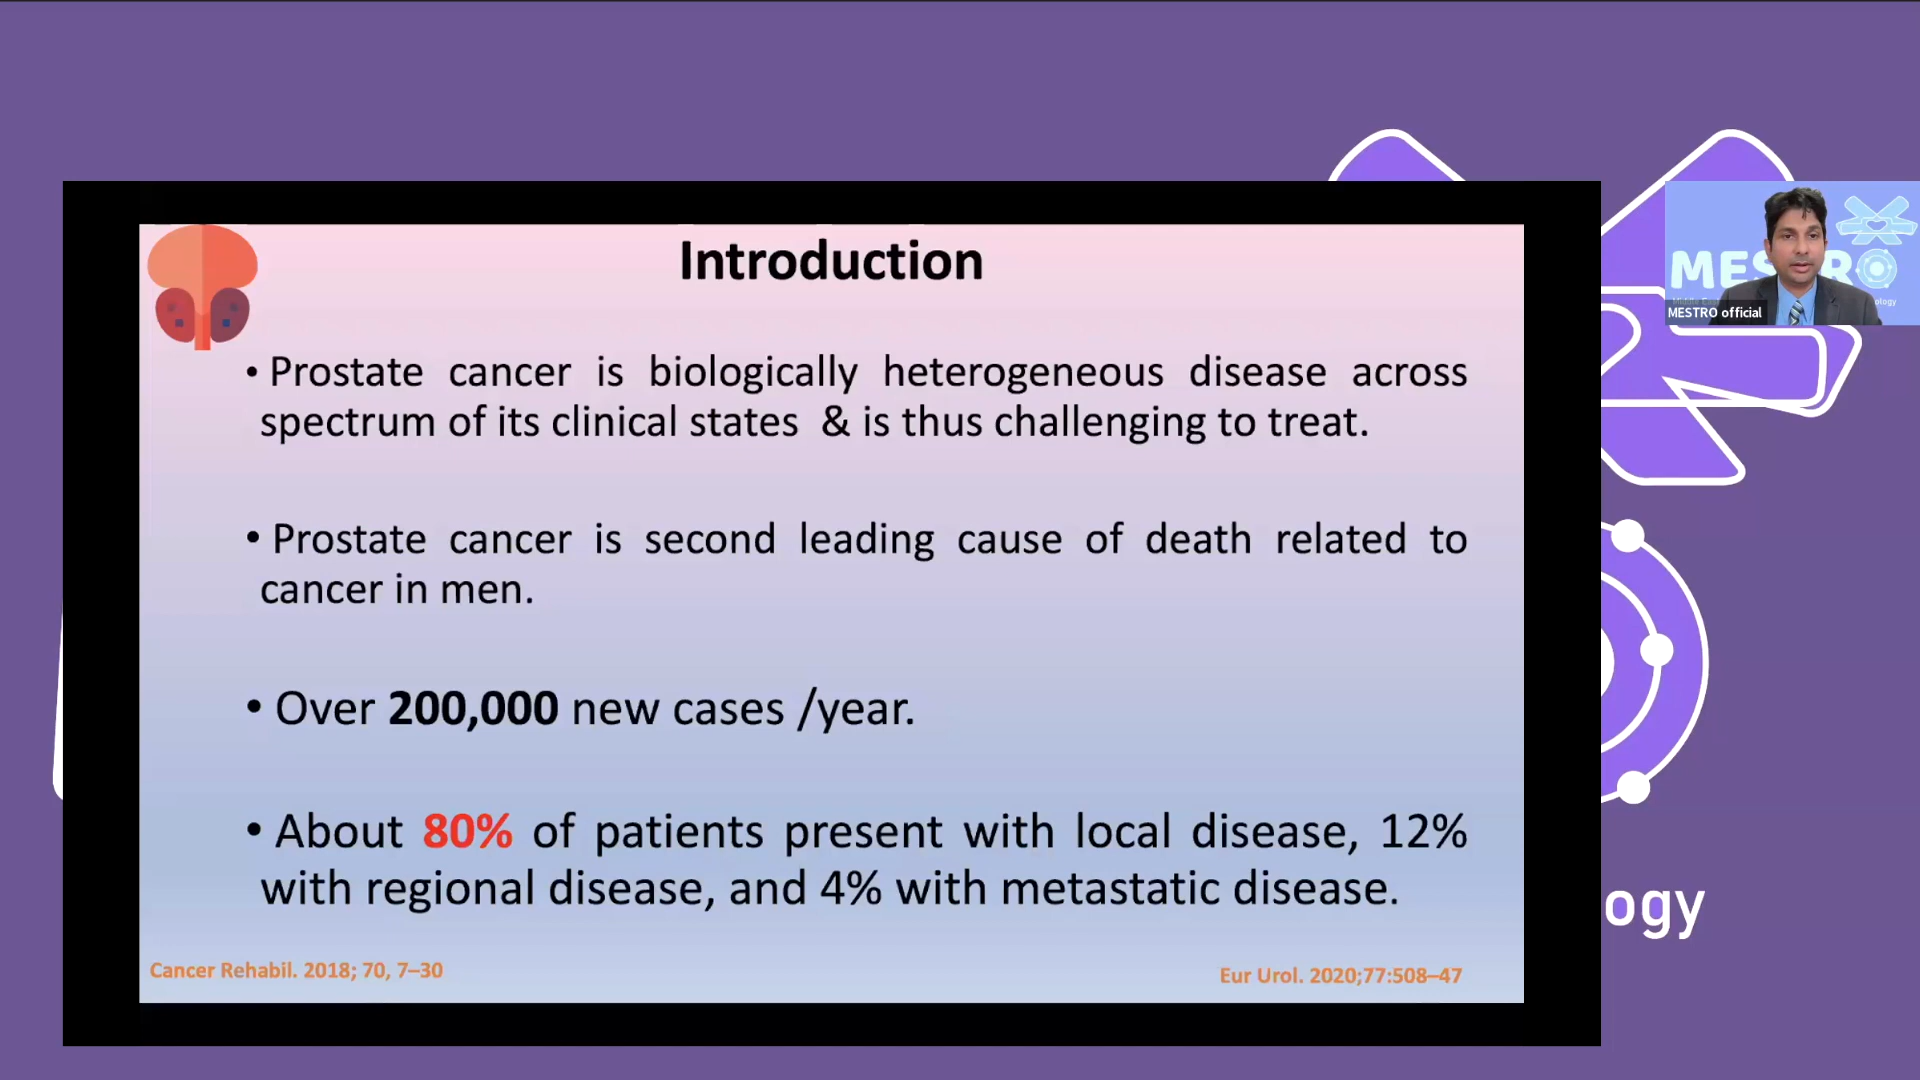 Introduction
• Prostate cancer is biologically heterogeneous disease across
spectrum of its clinical states & is thus challenging to treat.
• Prostate cancer is second leading cause of death related to
cancer in men.
• Over 200,000 new cases /year.
• About 80% of patients present with local disease, 12%
with regional disease, and 4% with metastatic disease.
Cancer Rehabil. 2018; 70, 7–30
Eur Urol. 2020;77:508–47
MESTRO official
ogy